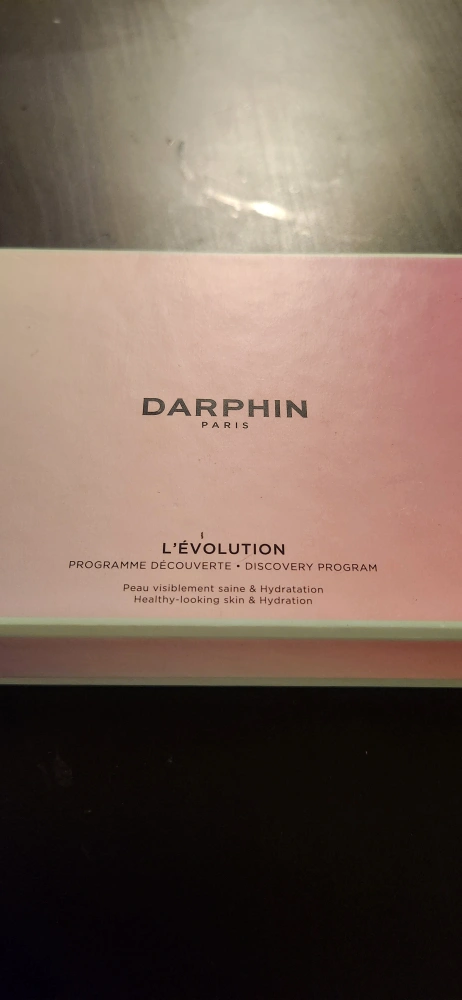 DARPHIN
PARIS
L'ÉVOLUTION
PROGRAMME DÉCOUVERTE • DISCOVERY PROGRAM
Peau visiblement saine & Hydratation
Healthy-looking skin & Hydration